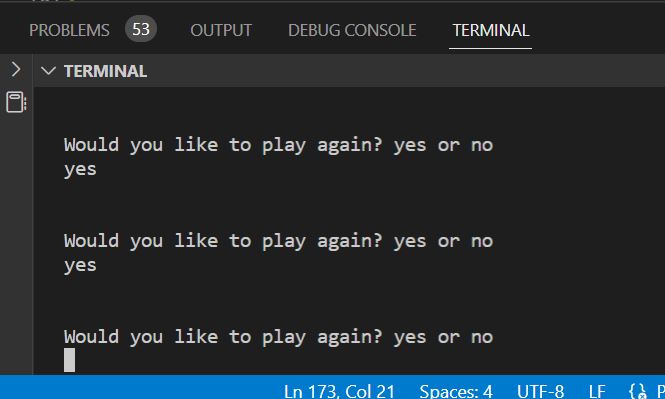 PROBLEMS 53 OUTPUT DEBUG CONSOLE TERMINAL
TERMINAL
Would you like to play again? yes or no
yes
Would you like to play again? yes or no
yes
Would you like to play again? yes or no
Ln 173, Col 21 Spaces: 4 UTF-8 LF {}